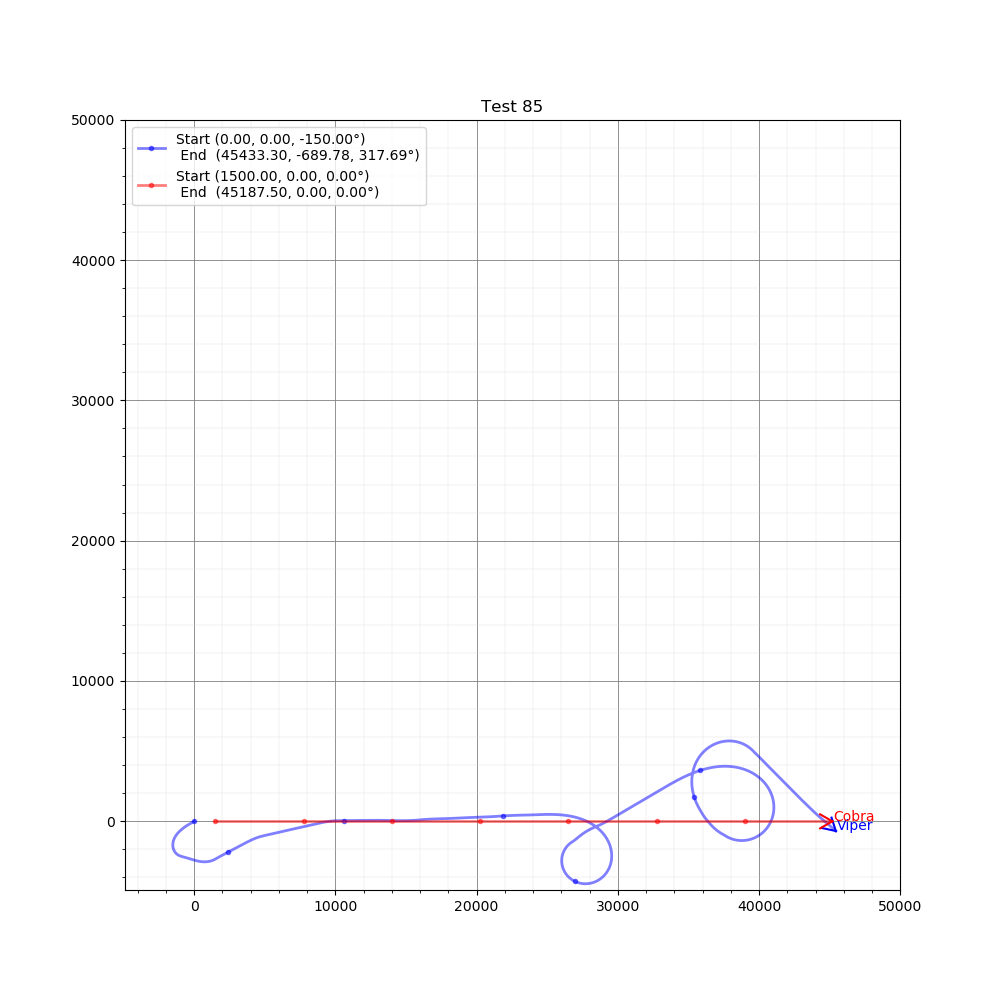 Test 85
Start (0.00, 0.00, -150.00°)
End (45433.30, -689.78, 317.69°)
Start (1500.00, 0.00, 0.00°)
End (45187.50, 0.00, 0.00°)
50000
40000
30000
20000
10000
0
Cobra
Viper
0 10000 20000 30000 40000 50000